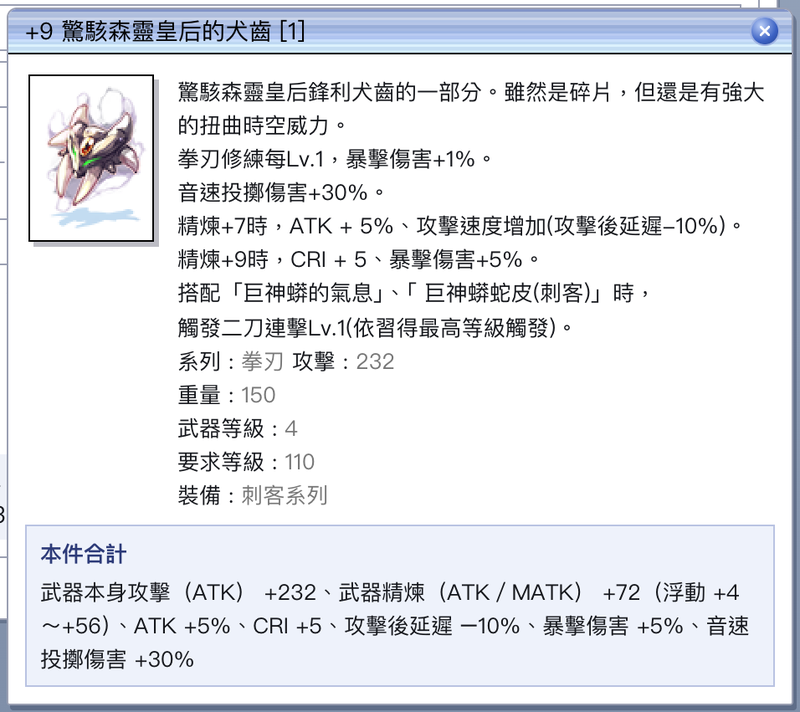 +9 驚駭森靈皇后的犬齒 [1]
驚駭森靈皇后鋒利犬齒的一部分。雖然是碎片，但還是有強大
的扭曲時空威力。
拳刃修練每Lv.1，暴擊傷害+1%。
音速投擲傷害+30%。
精煉+7時，ATK + 5%、攻擊速度增加(攻擊後延遲-10%)。
精煉+9時，CRI + 5、暴擊傷害+5%。
搭配「巨神蟒的氣息」、「 巨神蟒蛇皮(刺客)」時，
觸發二刀連擊Lv.1(依習得最高等級觸發)。
系列：拳刃 攻擊：232
重量：150
武器等級：4
要求等級：110
裝備：刺客系列
本件合計
武器本身攻擊（ATK） +232、武器精煉（ATK / MATK） +72（浮動 +4
～+56）、ATK +5%、CRI +5、攻擊後延遲 −10%、暴擊傷害 +5%、音速
投擲傷害 +30%